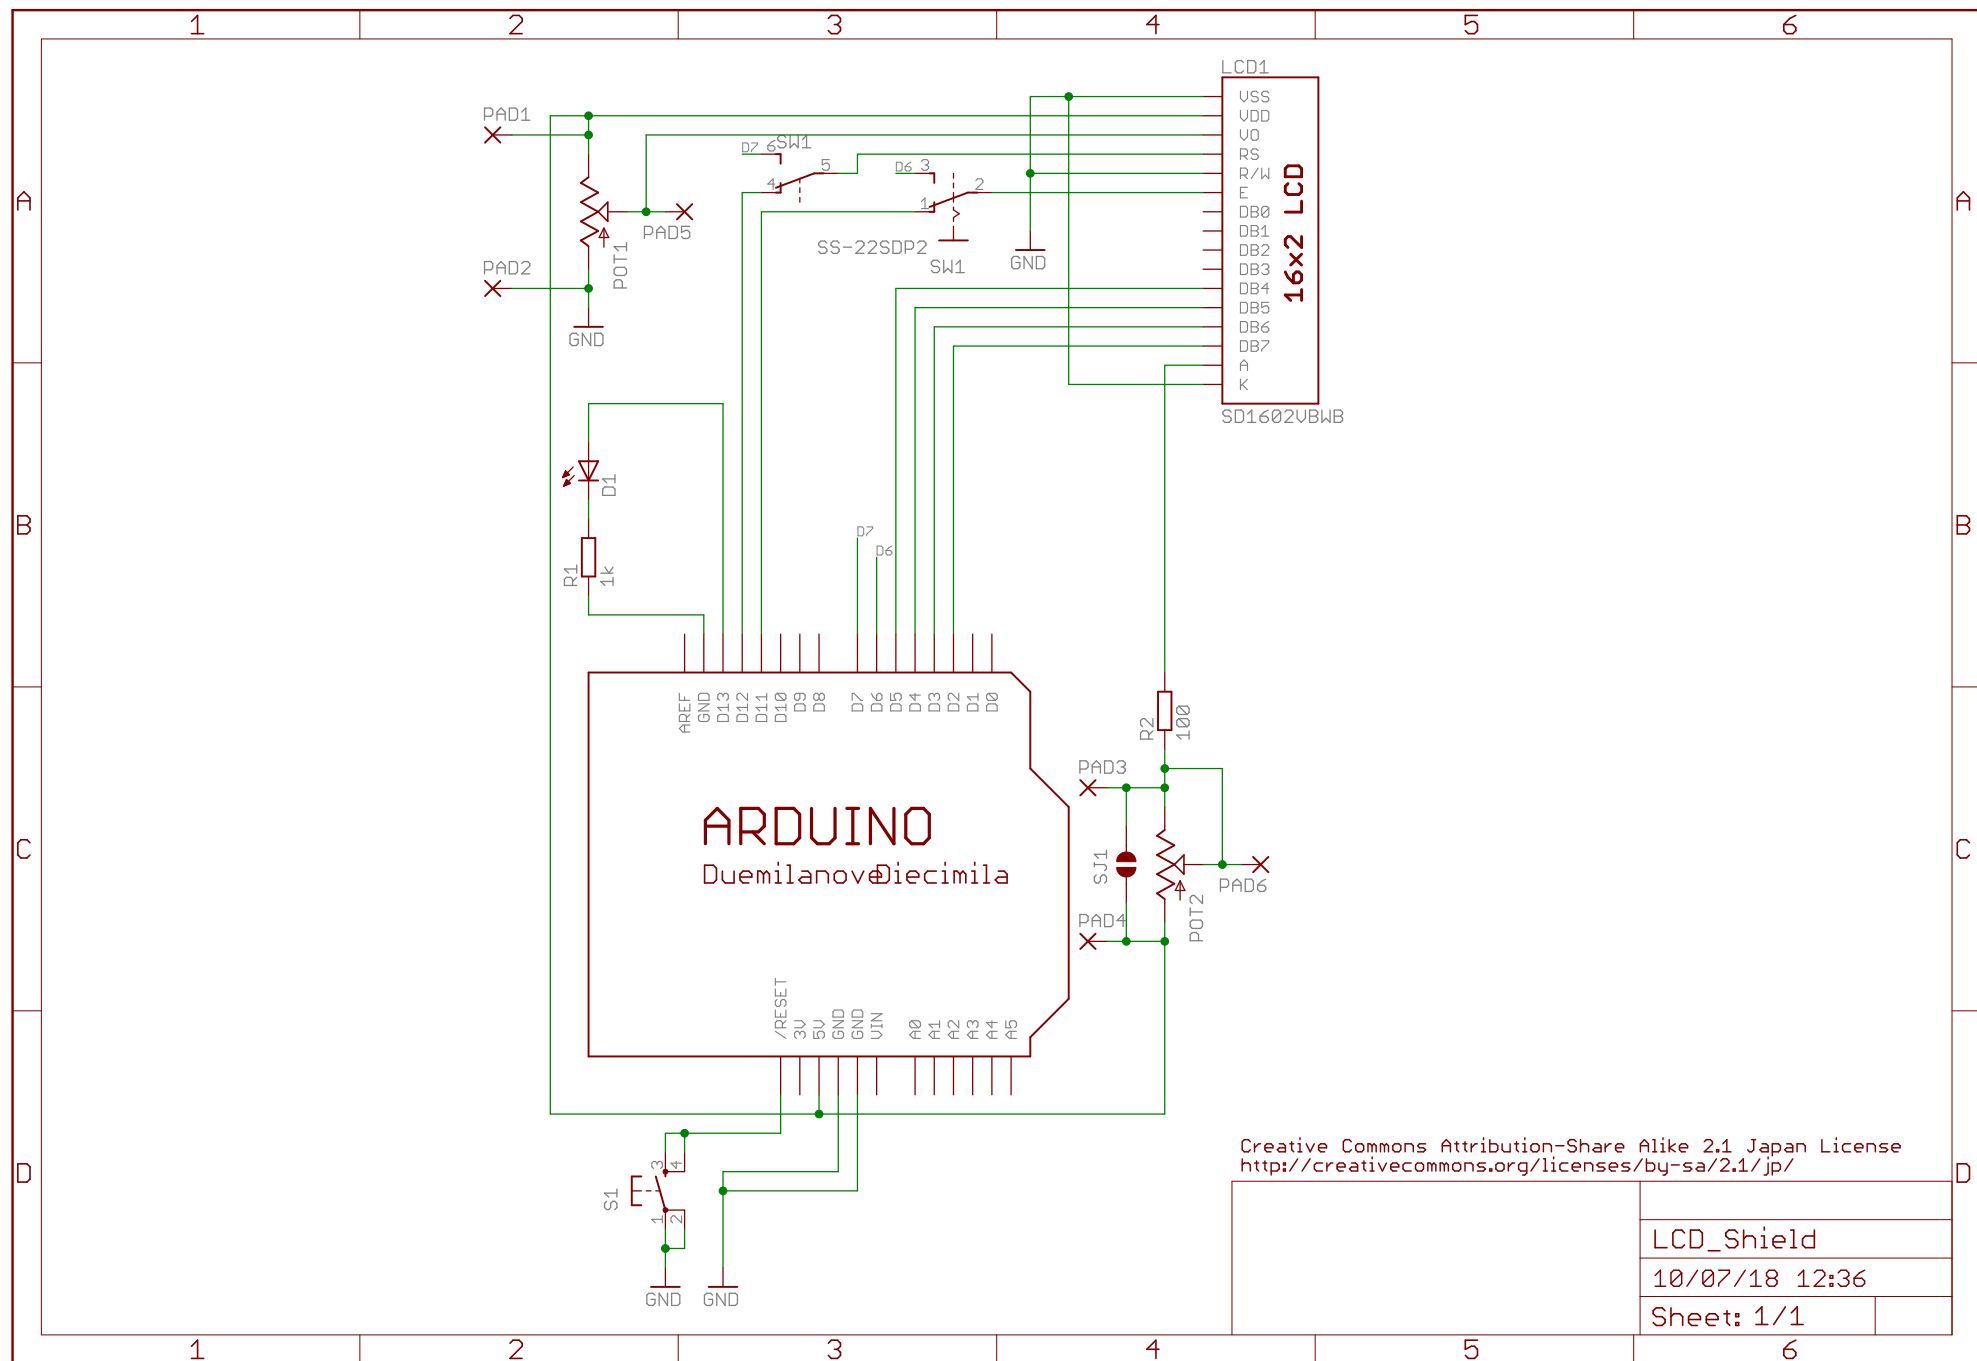 1 2 3 4 5 6
A A
B B
C C
D D
LCD1
VSS
VDD
VO
RS
R/W
E
DB0
DB1
DB2
DB3
DB4
DB5
DB6
DB7
A
K
16x2 LCD
SD1602VBWB
PAD1
PAD2
PAD5
POT1
GND
D7 6 SW1
5
4
D6 3
2
1
SS-22SDP2
SW1
GND
D1
R1
1k
D7
D6
AREF
GND
D13
D12
D11
D10
D9
D8
D7
D6
D5
D4
D3
D2
D1
D0
ARDUINO
Duemilanove
Diecimila
/RESET
3V
5V
GND
GND
VIN
A0
A1
A2
A3
A4
A5
R2
100
PAD3
SJ1
PAD4
POT2
PAD6
S1
3
4
1
2
GND GND
Creative Commons Attribution-Share Alike 2.1 Japan License
http://creativecommons.org/licenses/by-sa/2.1/jp/
LCD_Shield
10/07/18 12:36
Sheet: 1/1
1 2 3 4 5 6